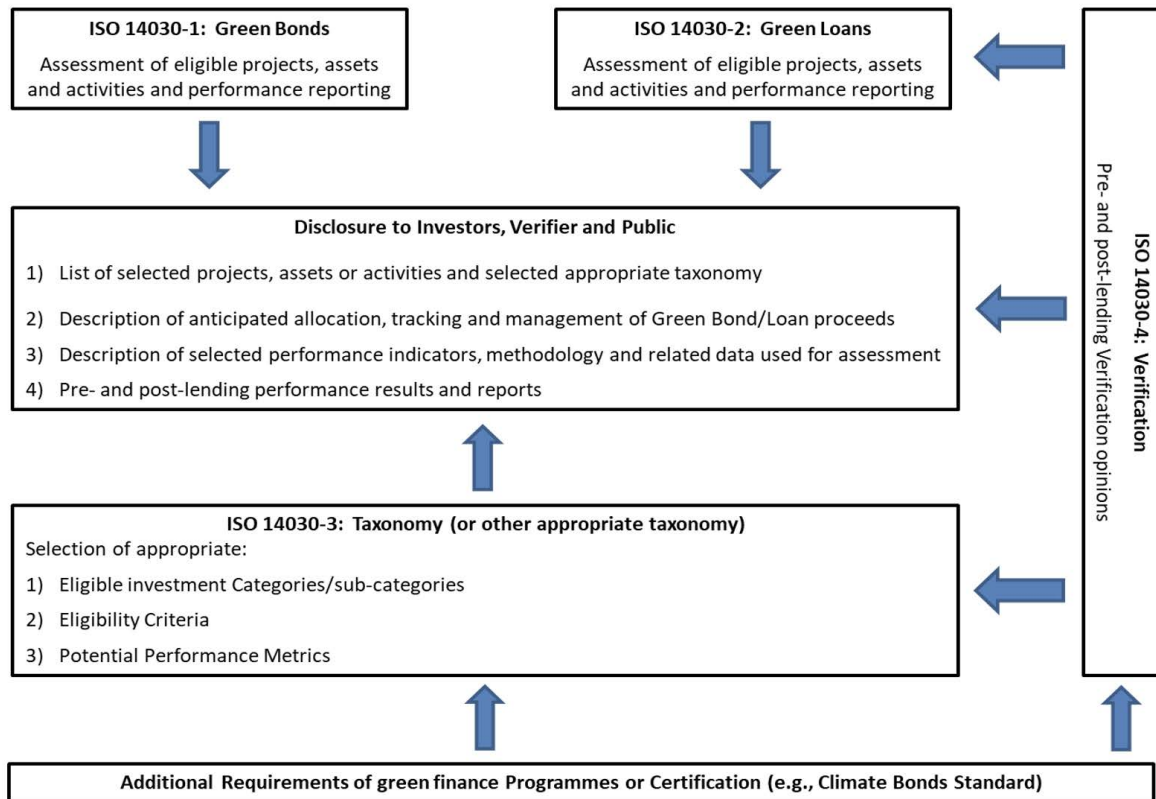 ISO 14030-1: Green Bonds
Assessment of eligible projects, assets
and activities and performance reporting
ISO 14030-2: Green Loans
Assessment of eligible projects, assets
and activities and performance reporting
Disclosure to Investors, Verifier and Public
1) List of selected projects, assets or activities and selected appropriate taxonomy
2) Description of anticipated allocation, tracking and management of Green Bond/Loan proceeds
3) Description of selected performance indicators, methodology and related data used for assessment
4) Pre- and post-lending performance results and reports
ISO 14030-3: Taxonomy (or other appropriate taxonomy)
Selection of appropriate:
1) Eligible investment Categories/sub-categories
2) Eligibility Criteria
3) Potential Performance Metrics
ISO 14030-4: Verification
Pre- and post-lending Verification opinions
Additional Requirements of green finance Programmes or Certification (e.g., Climate Bonds Standard)